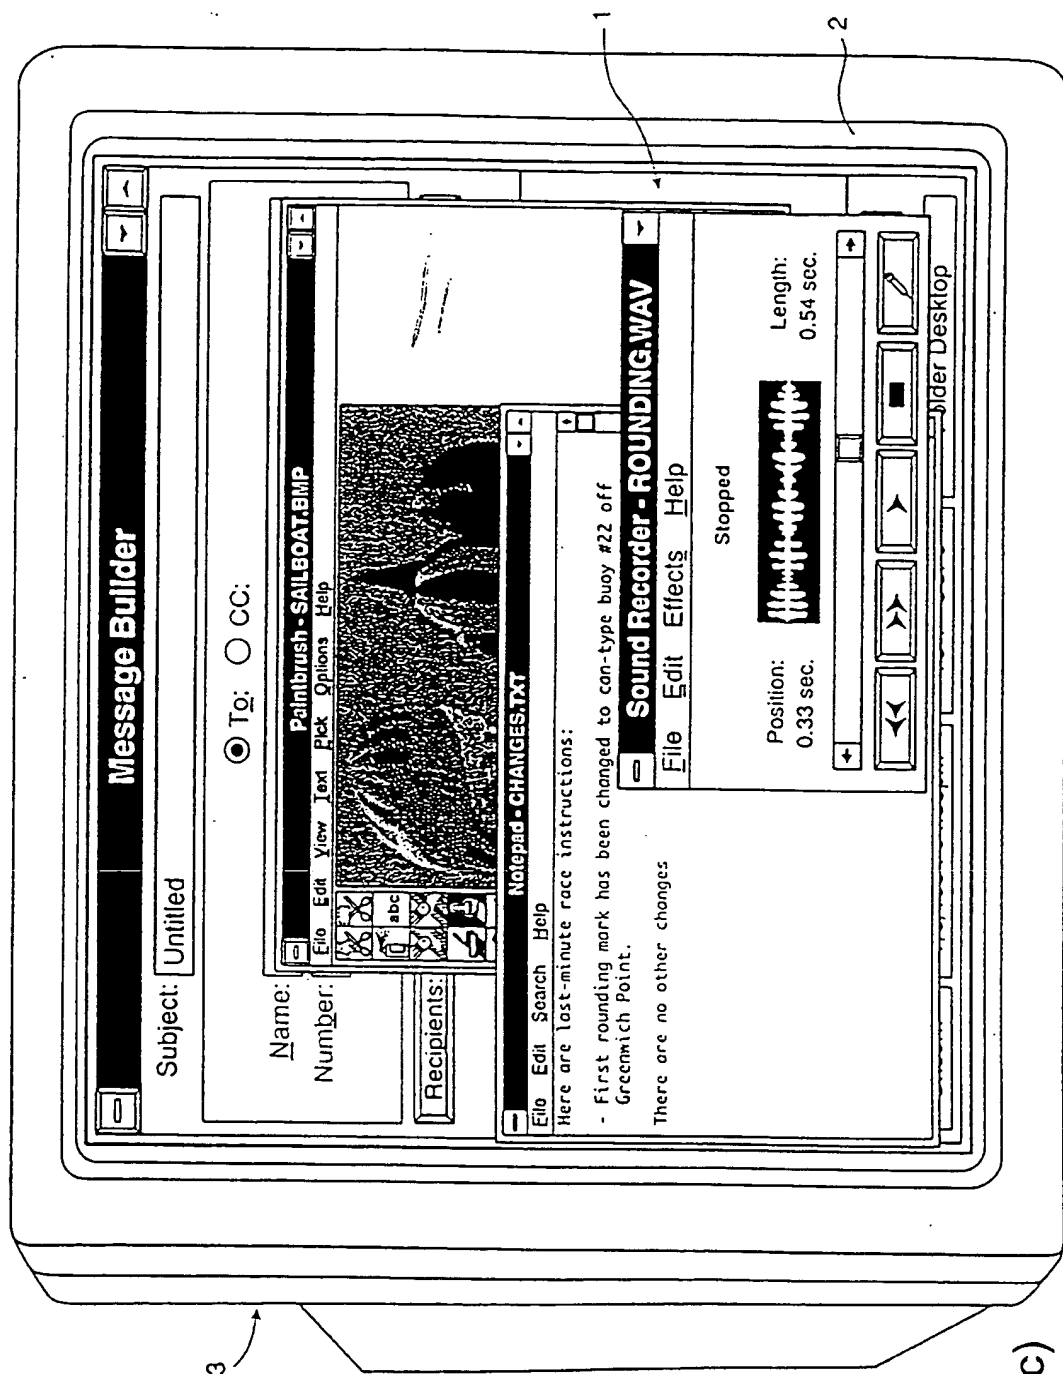 Message Builder
Subject: Untitled
To: CC:
Name:
Number:
Recipients:
Paintbrush - SAILBOAT.BMP
File Edit View Text Pick Options Help
abc
Notepad - CHANGES.TXT
File Edit Search Help
Here are last-minute race instructions:
- First rounding mark has been changed to can-type buoy #22 off
Greenwich Point.
There are no other changes
Sound Recorder - ROUNDING.WAV
File Edit Effects Help
Stopped
Position:
0.33 sec.
Length:
0.54 sec.
Desktop
1
2
3
C)